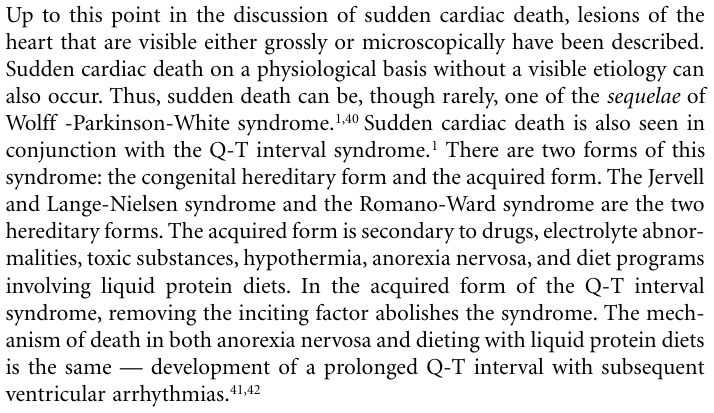 Up to this point in the discussion of sudden cardiac death, lesions of the
heart that are visible either grossly or microscopically have been described.
Sudden cardiac death on a physiological basis without a visible etiology can
also occur. Thus, sudden death can be, though rarely, one of the sequelae of
Wolff -Parkinson-White syndrome.1,40 Sudden cardiac death is also seen in
conjunction with the Q-T interval syndrome.1 There are two forms of this
syndrome: the congenital hereditary form and the acquired form. The Jervell
and Lange-Nielsen syndrome and the Romano-Ward syndrome are the two
hereditary forms. The acquired form is secondary to drugs, electrolyte abnor-
malities, toxic substances, hypothermia, anorexia nervosa, and diet programs
involving liquid protein diets. In the acquired form of the Q-T interval
syndrome, removing the inciting factor abolishes the syndrome. The mech-
anism of death in both anorexia nervosa and dieting with liquid protein diets
is the same — development of a prolonged Q-T interval with subsequent
ventricular arrhythmias.41,42